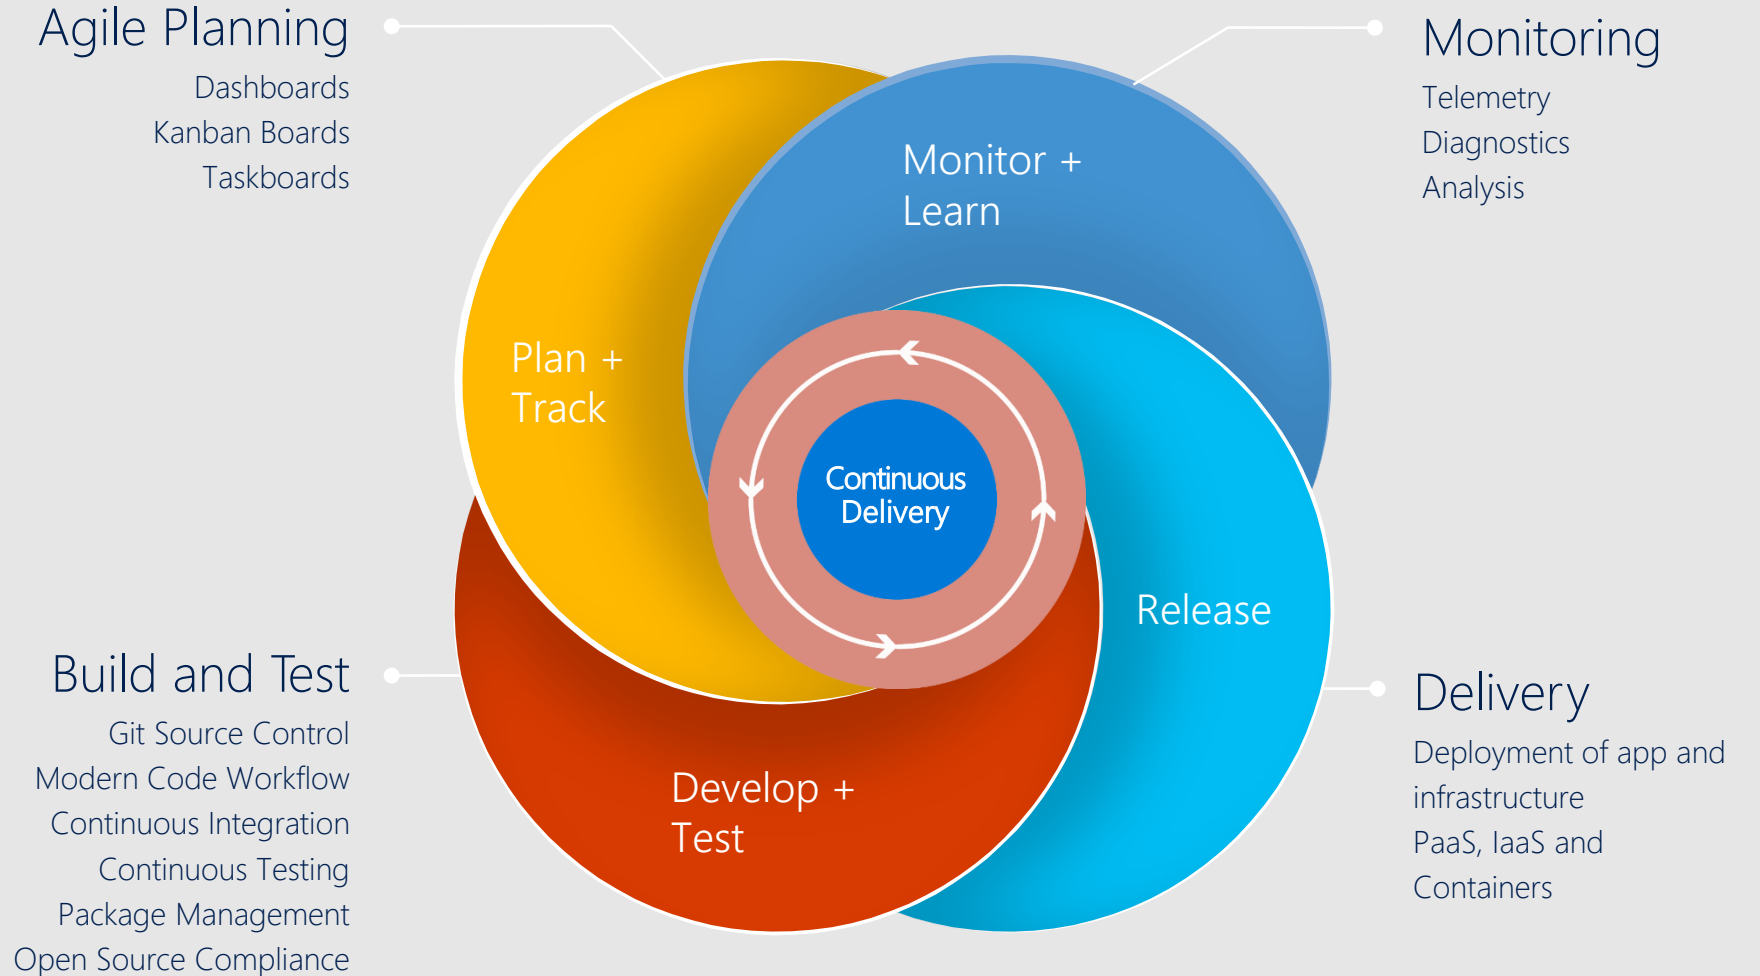 Agile Planning
Dashboards
Kanban Boards
Taskboards
Monitoring
Telemetry
Diagnostics
Analysis
Monitor +
Learn
Plan +
Track
Continuous
Delivery
Release
Develop +
Test
Build and Test
Git Source Control
Modern Code Workflow
Continuous Integration
Continuous Testing
Package Management
Open Source Compliance
Delivery
Deployment of app and
infrastructure
PaaS, IaaS and
Containers